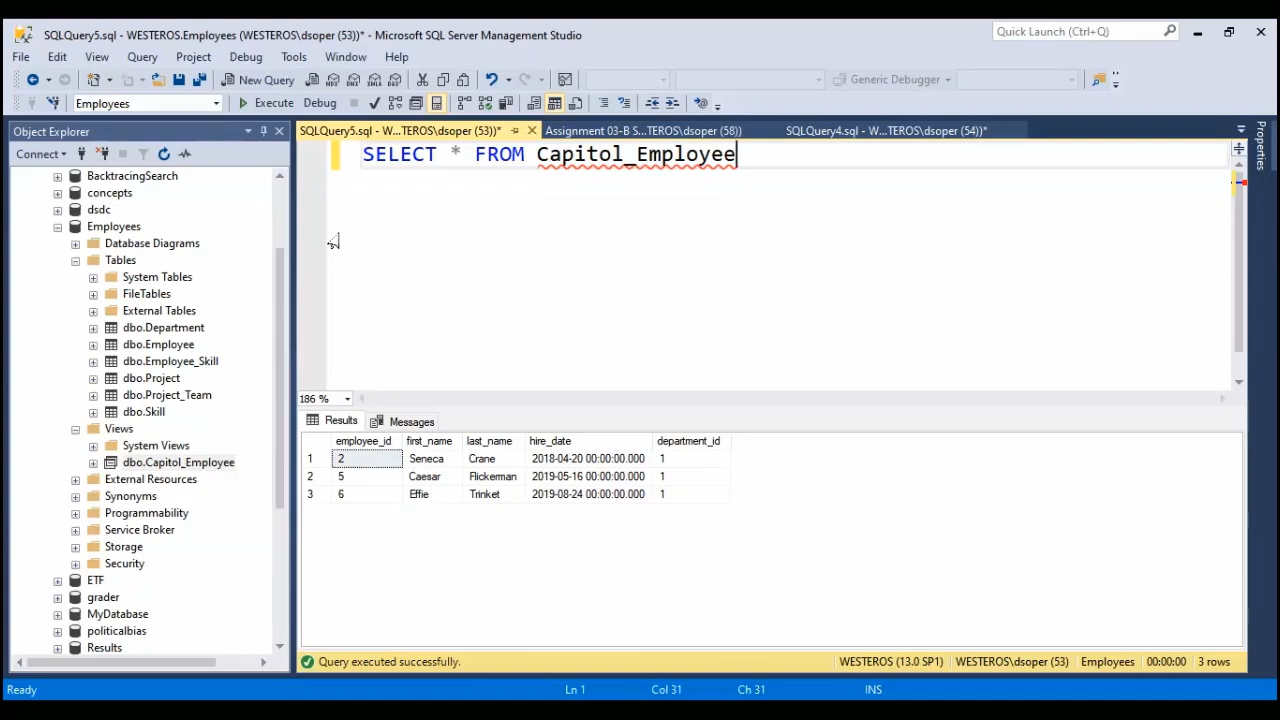 SQLQuery5.sql - WESTEROS.Employees (WESTEROS\dsoper (53))* - Microsoft SQL Server Management Studio
Quick Launch (Ctrl+Q)
File Edit View Query Project Debug Tools Window Help
New Query
Generic Debugger
Employees
Execute Debug
Object Explorer
SQLQuery5.sql - W...TEROS\dsoper (53))*
Assignment 03-B S...TEROS\dsoper (58))
SQLQuery4.sql - W...TEROS\dsoper (54))*
Properties
Connect
BacktracingSearch
concepts
dsdc
Employees
Database Diagrams
Tables
System Tables
FileTables
External Tables
dbo.Department
dbo.Employee
dbo.Employee_Skill
dbo.Project
dbo.Project_Team
dbo.Skill
Views
System Views
dbo.Capitol_Employee
External Resources
Synonyms
Programmability
Service Broker
Storage
Security
ETF
grader
MyDatabase
politicalbias
Results
SELECT * FROM Capitol_Employee
186 %
Results Messages
employee_id first_name last_name hire_date department_id
1 2 Seneca Crane 2018-04-20 00:00:00.000 1
2 5 Caesar Flickerman 2019-05-16 00:00:00.000 1
3 6 Effie Trinket 2019-08-24 00:00:00.000 1
Query executed successfully.
WESTEROS (13.0 SP1) WESTEROS\dsoper (53) Employees 00:00:00 3 rows
Ready Ln 1 Col 31 Ch 31 INS